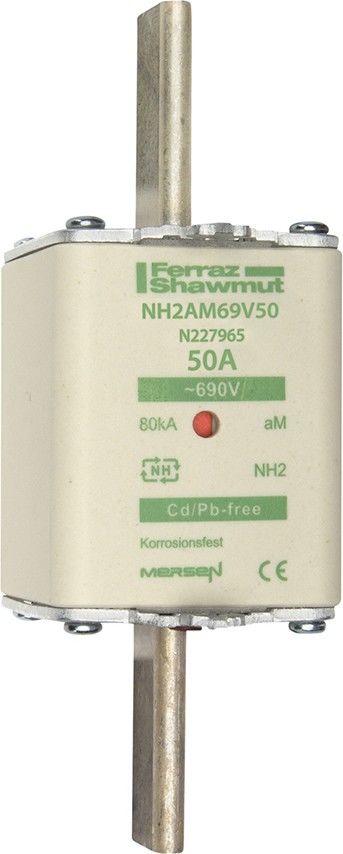 Ferraz
Shawmut
NH2AM69V50
N227965
50A
~690V
80kA aM
NH NH2
Cd/Pb-free
Korrosionsfest
MERSEN CE